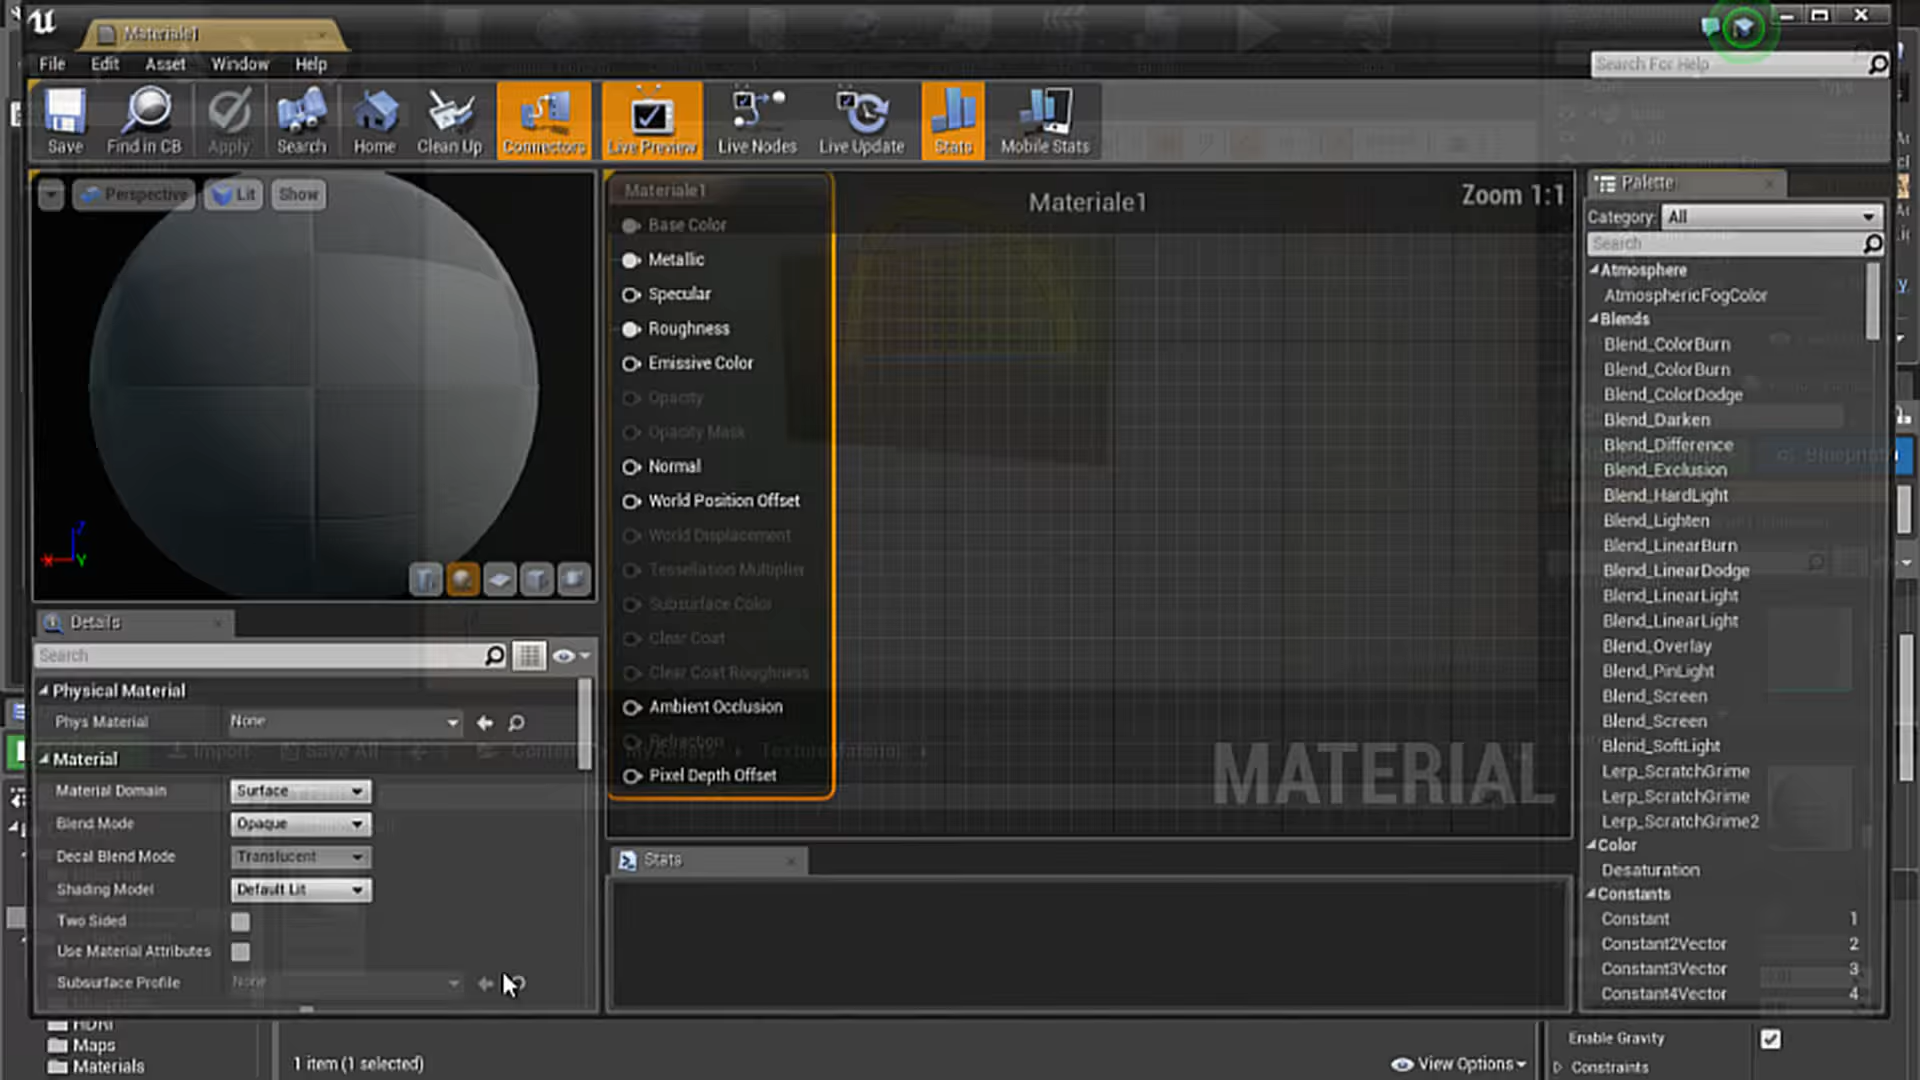 Materiale1
File Edit Asset Window Help
Search For Help
Save Find in CB Apply Search Home Clean Up Connectors Live Preview Live Nodes Live Update Stats Mobile Stats
Perspective Lit Show
Materiale1
Base Color
Metallic
Specular
Roughness
Emissive Color
Opacity
Opacity Mask
Normal
World Position Offset
World Displacement
Tessellation Multiplier
Subsurface Color
Clear Coat
Clear Coat Roughness
Ambient Occlusion
Refraction
Pixel Depth Offset
Materiale1
Zoom 1:1
MATERIAL
Palette
Category: All
Search
Atmosphere
AtmosphericFogColor
Blends
Blend_ColorBurn
Blend_ColorBurn
Blend_ColorDodge
Blend_Darken
Blend_Difference
Blend_Exclusion
Blend_HardLight
Blend_Lighten
Blend_LinearBurn
Blend_LinearDodge
Blend_LinearLight
Blend_LinearLight
Blend_Overlay
Blend_PinLight
Blend_Screen
Blend_Screen
Blend_SoftLight
Lerp_ScratchGrime
Lerp_ScratchGrime
Lerp_ScratchGrime2
Color
Desaturation
Constants
Constant 1
Constant2Vector 2
Constant3Vector 3
Constant4Vector 4
Details
Search
Physical Material
Phys Material None
Material
Material Domain Surface
Blend Mode Opaque
Decal Blend Mode Translucent
Shading Model Default Lit
Two Sided
Use Material Attributes
Subsurface Profile None
Stats
Import Save All
HDRI
Maps
Materials
1 item (1 selected)
View Options
Enable Gravity
Constraints